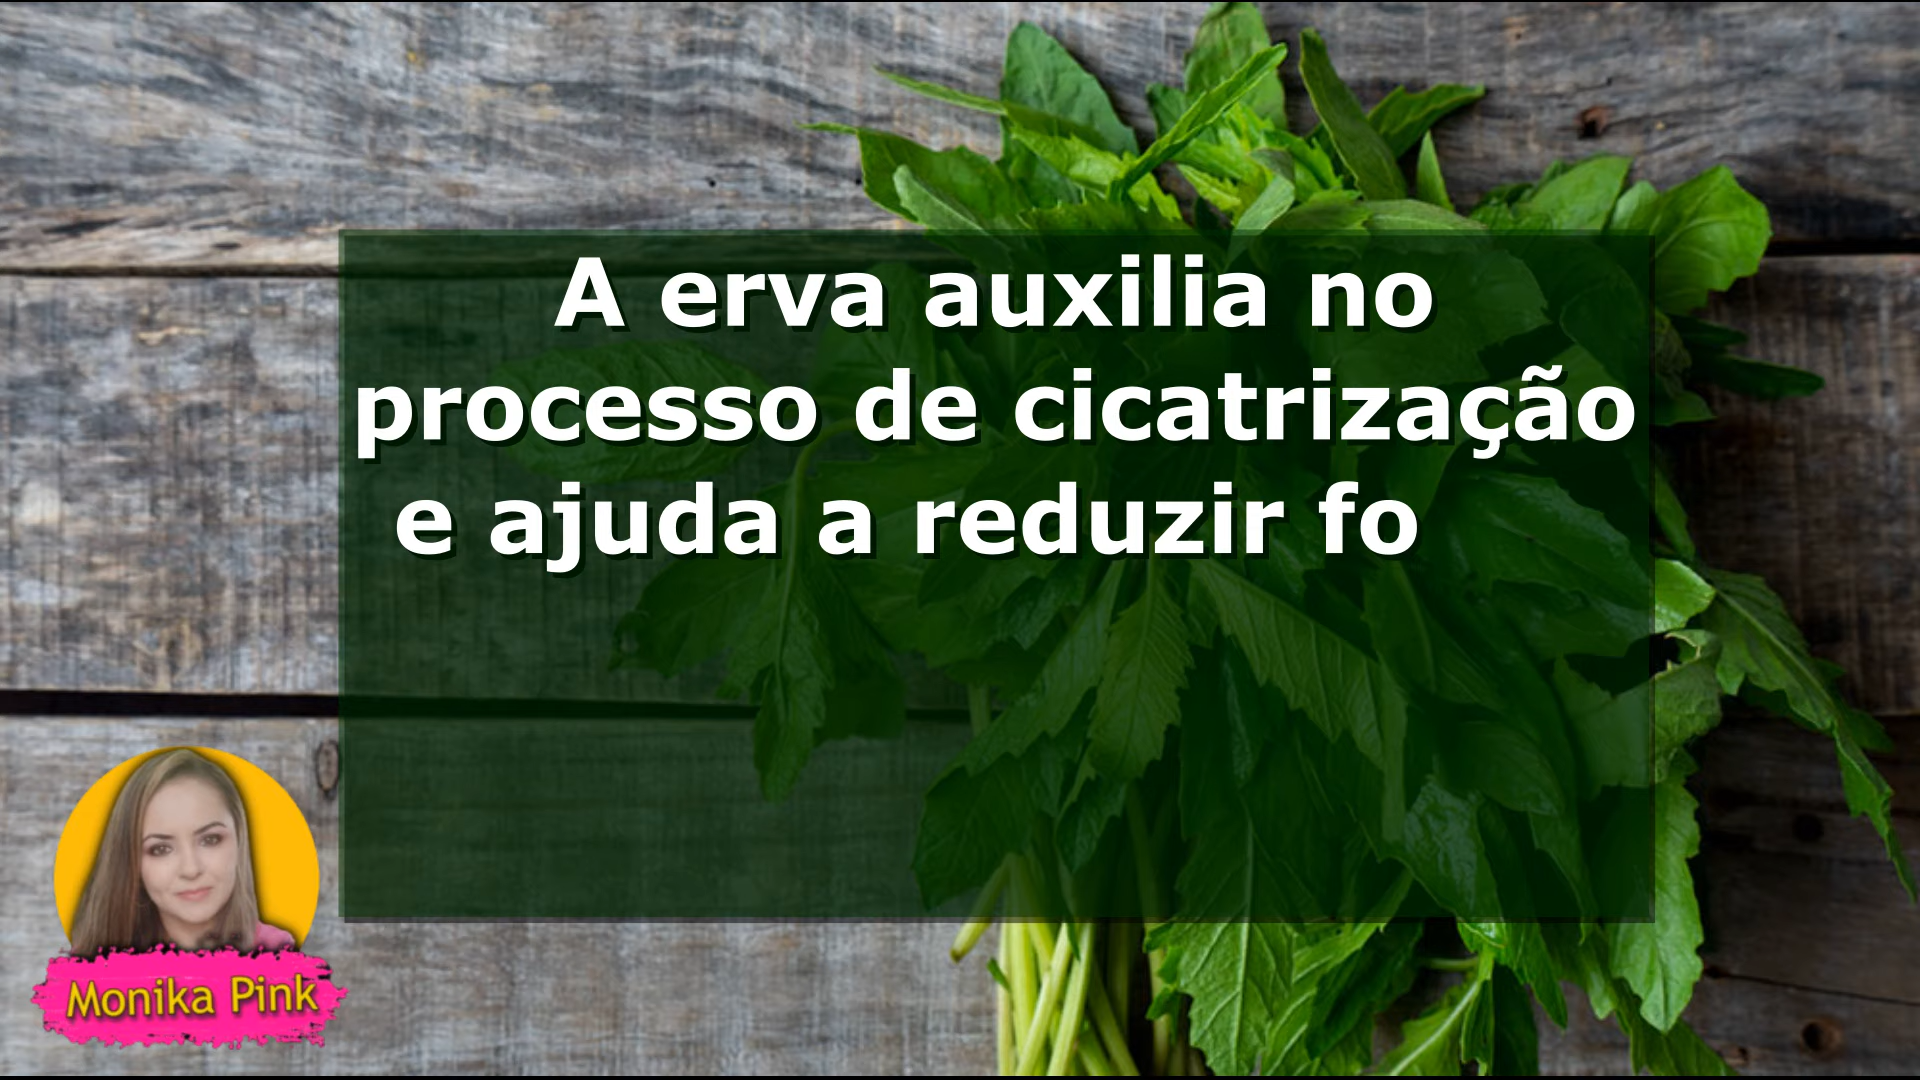 A erva auxilia no
processo de cicatrização
e ajuda a reduzir fo
Monika Pink